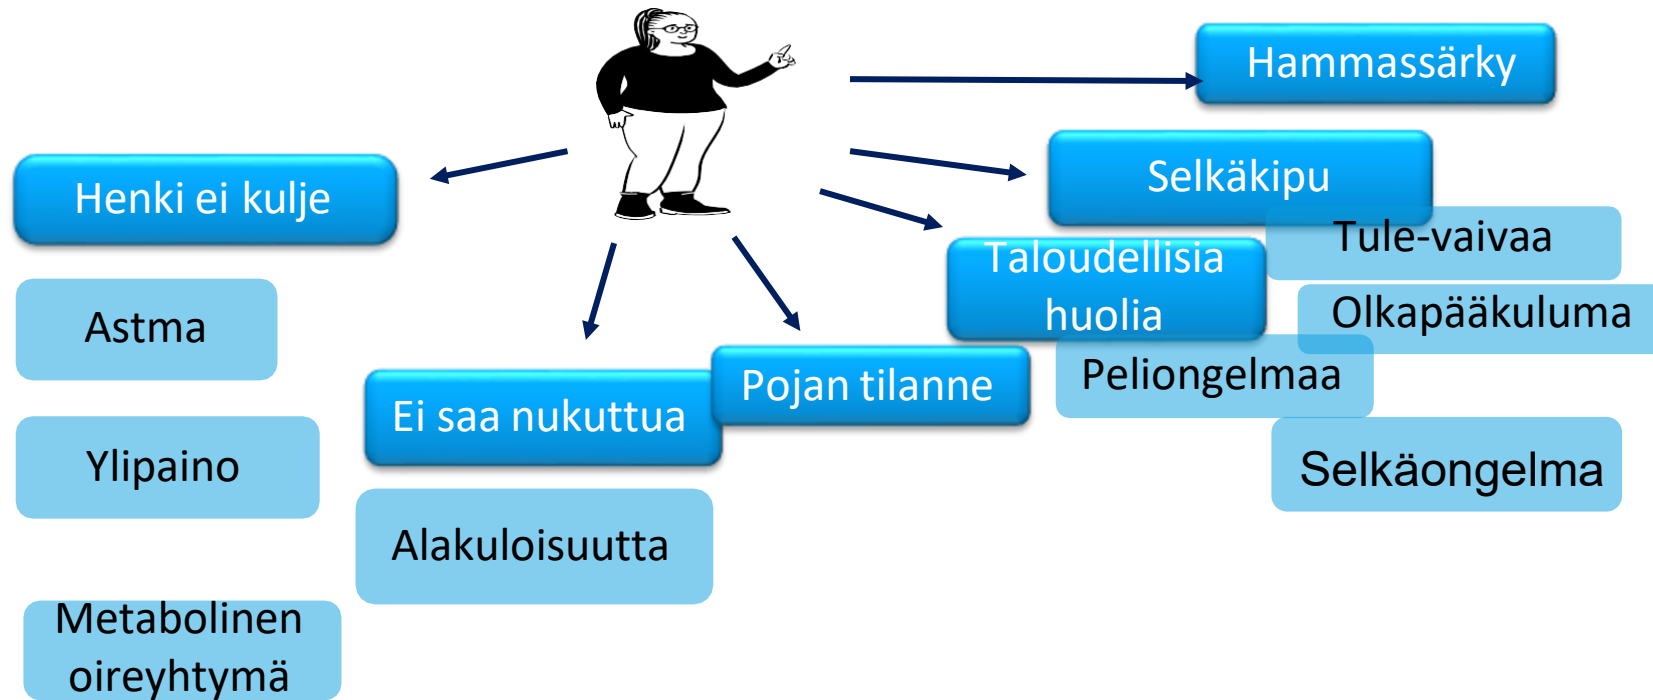 Hammassärky
Selkäkipu
Henki ei kulje
Tule-vaivaa
Taloudellisia
huolia
Olkapääkuluma
Astma
Peliongelmaa
Pojan tilanne
Ei saa nukuttua
Ylipaino
Selkäongelma
Alakuloisuutta
Metabolinen
oireyhtymä